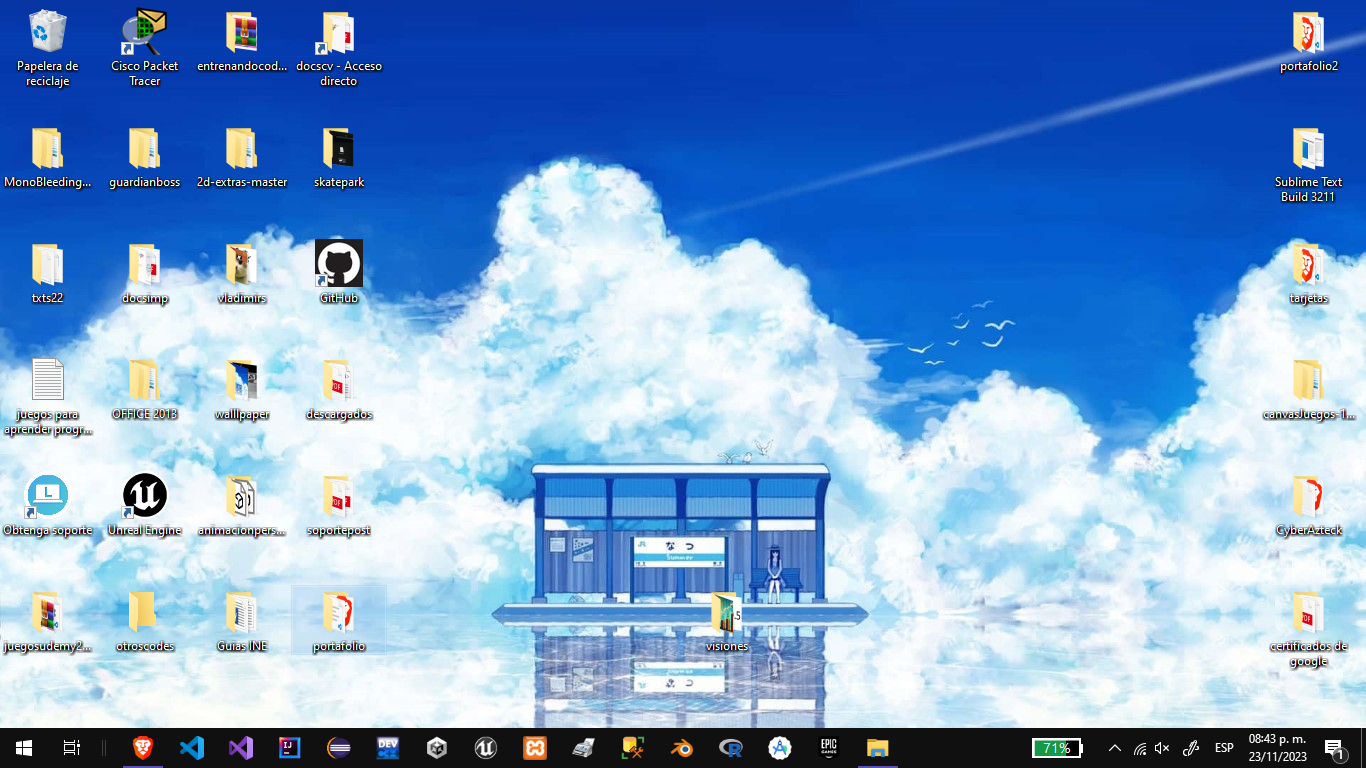 Papelera de
reciclaje
Cisco Packet
Tracer
entrenandocod...
docscv - Acceso
directo
portafolio2
MonoBleeding...
guardianboss
2d-extras-master
skatepark
Sublime Text
Build 3211
txts22
docsimp
vladimirs
GitHub
tarjetas
juegos para
aprender progr...
OFFICE 2013
walllpaper
descargados
canvasJuegos-1...
Obtenga soporte
Unreal Engine
animacionpers...
soportepost
CyberAzteck
なつ
Summer
juegosudemy2...
otroscodes
Guias INE
portafolio
visiones
certificados de
google
71%
ESP
08:43 p. m.
23/11/2023
1